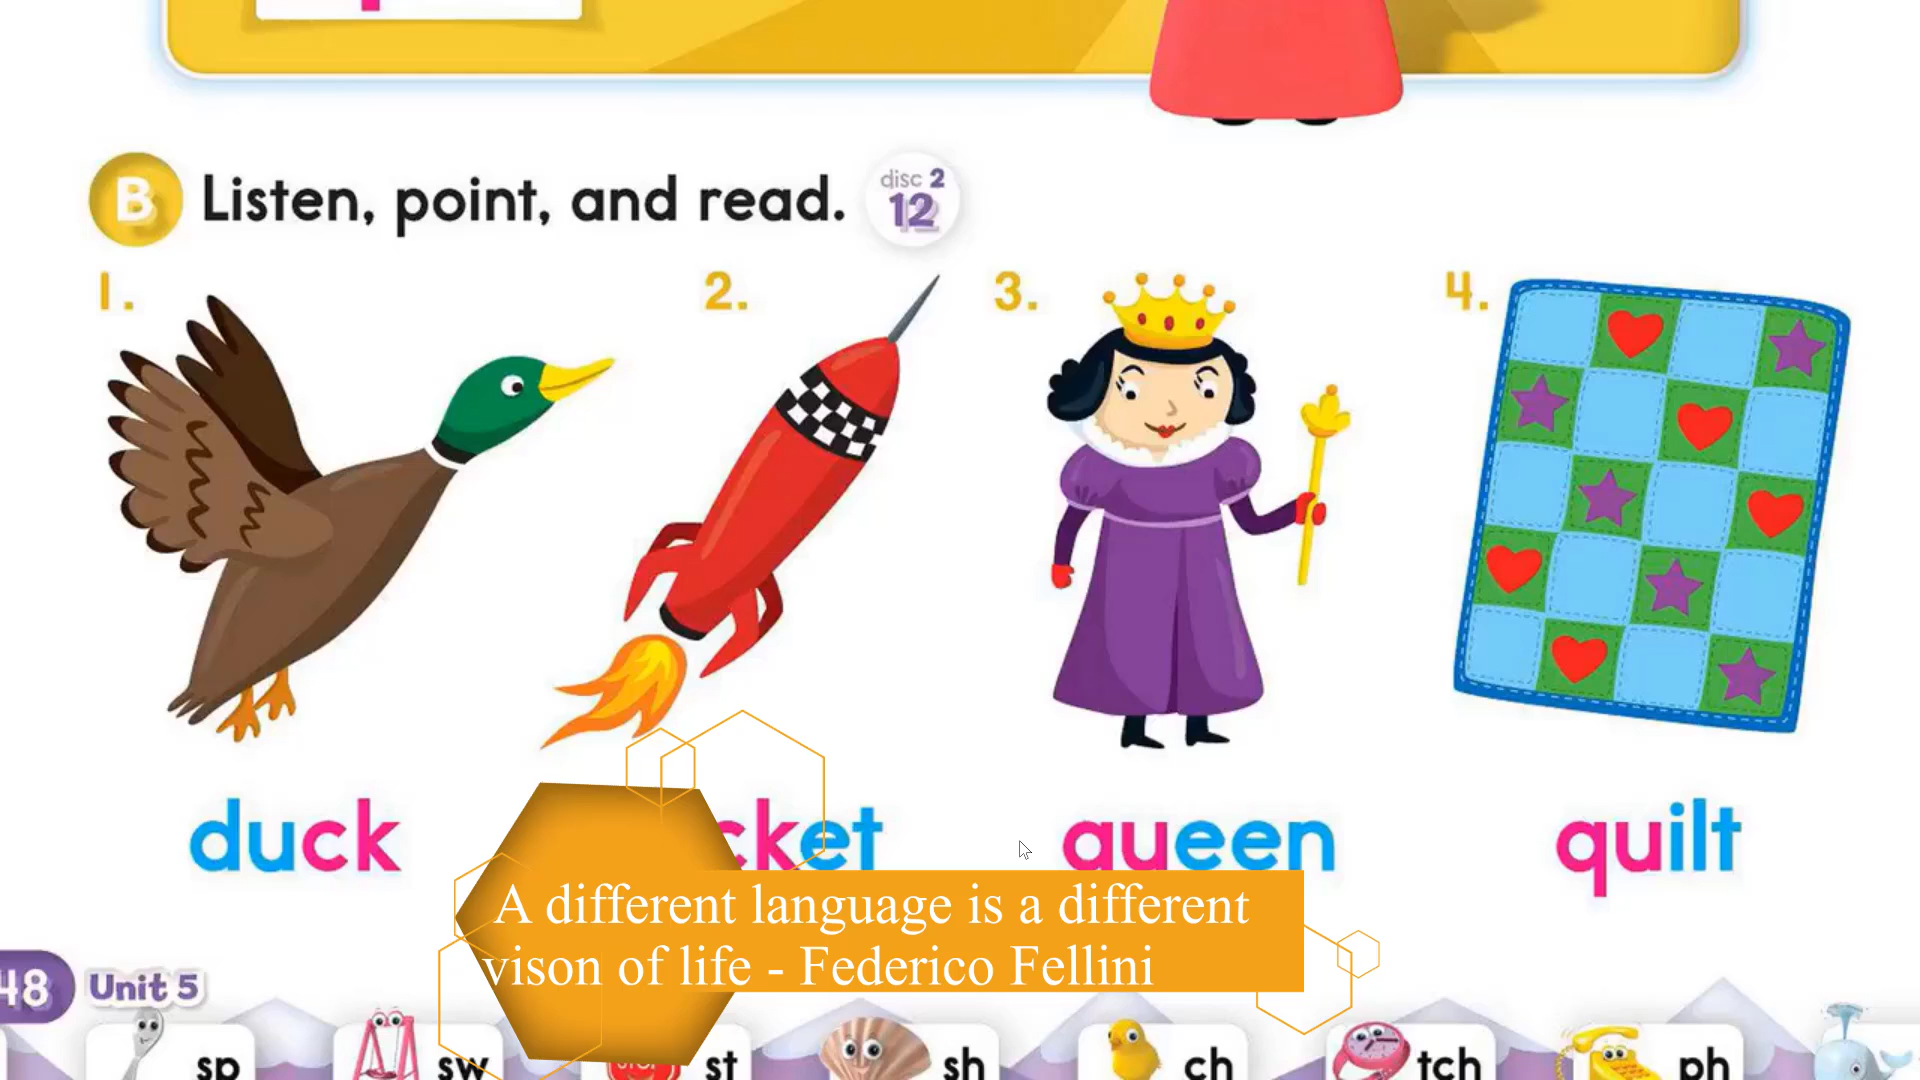 B Listen, point, and read. disc 2 12
1. 2. 3. 4.
duck cket queen quilt
A different language is a different
vison of life - Federico Fellini
48 Unit 5
sp sw st sh ch tch ph